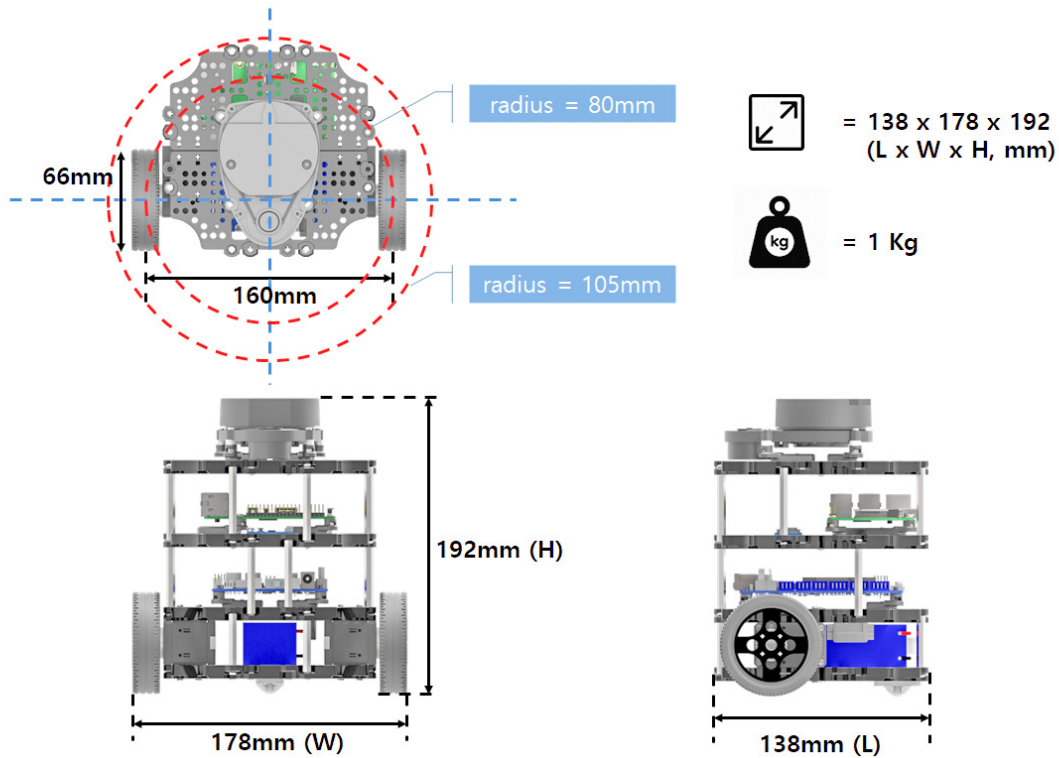 radius = 80mm
= 138 x 178 x 192
(L x W x H, mm)
66mm
kg
= 1 Kg
radius = 105mm
160mm
192mm (H)
178mm (W)
138mm (L)